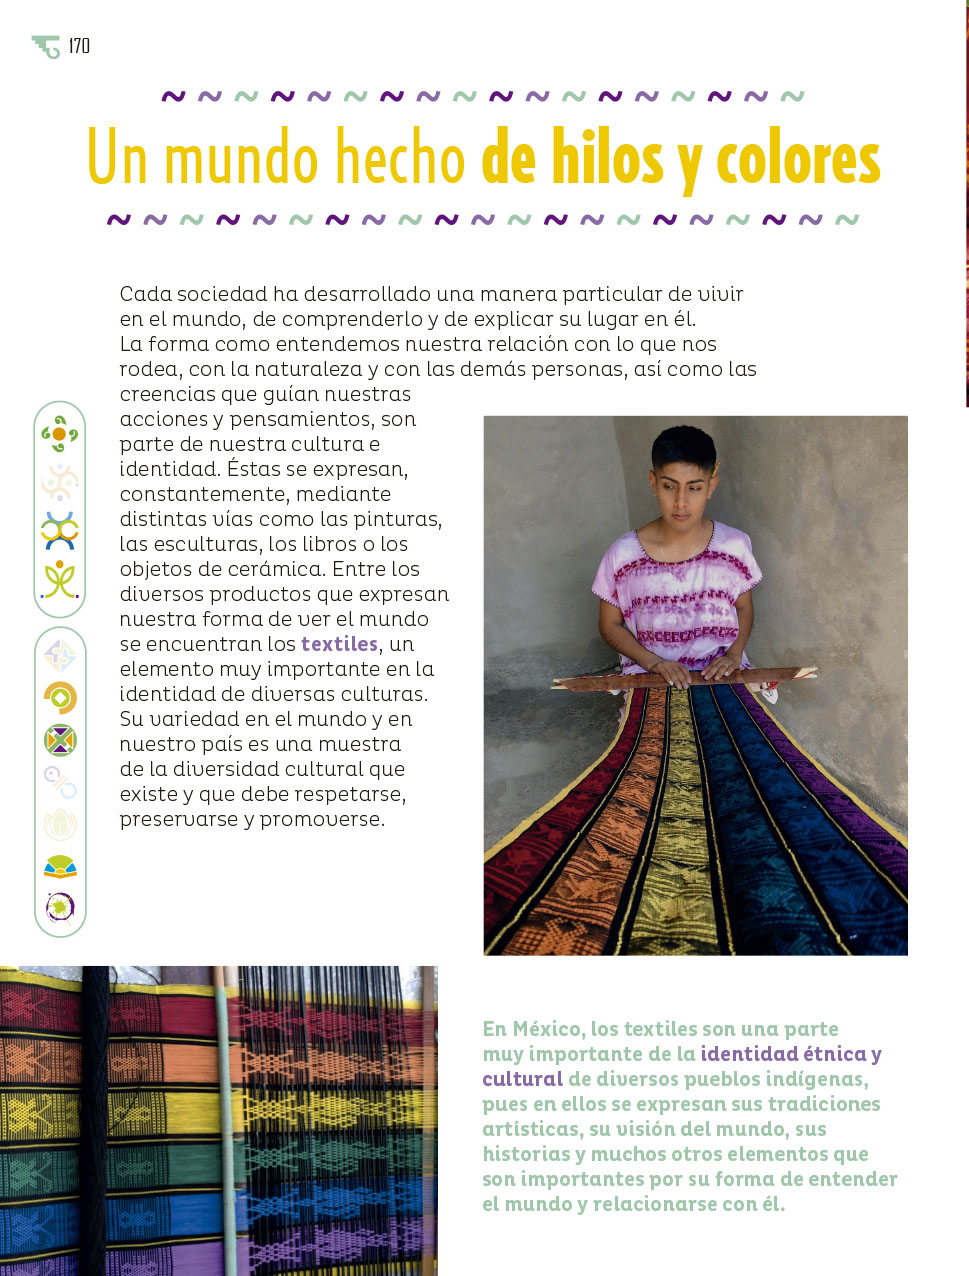 170
Un mundo hecho de hilos y colores
Cada sociedad ha desarrollado una manera particular de vivir
en el mundo, de comprenderlo y de explicar su lugar en él.
La forma como entendemos nuestra relación con lo que nos
rodea, con la naturaleza y con las demás personas, así como las
creencias que guían nuestras
acciones y pensamientos, son
parte de nuestra cultura e
identidad. Éstas se expresan,
constantemente, mediante
distintas vías como las pinturas,
las esculturas, los libros o los
objetos de cerámica. Entre los
diversos productos que expresan
nuestra forma de ver el mundo
se encuentran los textiles, un
elemento muy importante en la
identidad de diversas culturas.
Su variedad en el mundo y en
nuestro país es una muestra
de la diversidad cultural que
existe y que debe respetarse,
preservarse y promoverse.
En México, los textiles son una parte
muy importante de la identidad étnica y
cultural de diversos pueblos indígenas,
pues en ellos se expresan sus tradiciones
artísticas, su visión del mundo, sus
historias y muchos otros elementos que
son importantes por su forma de entender
el mundo y relacionarse con él.